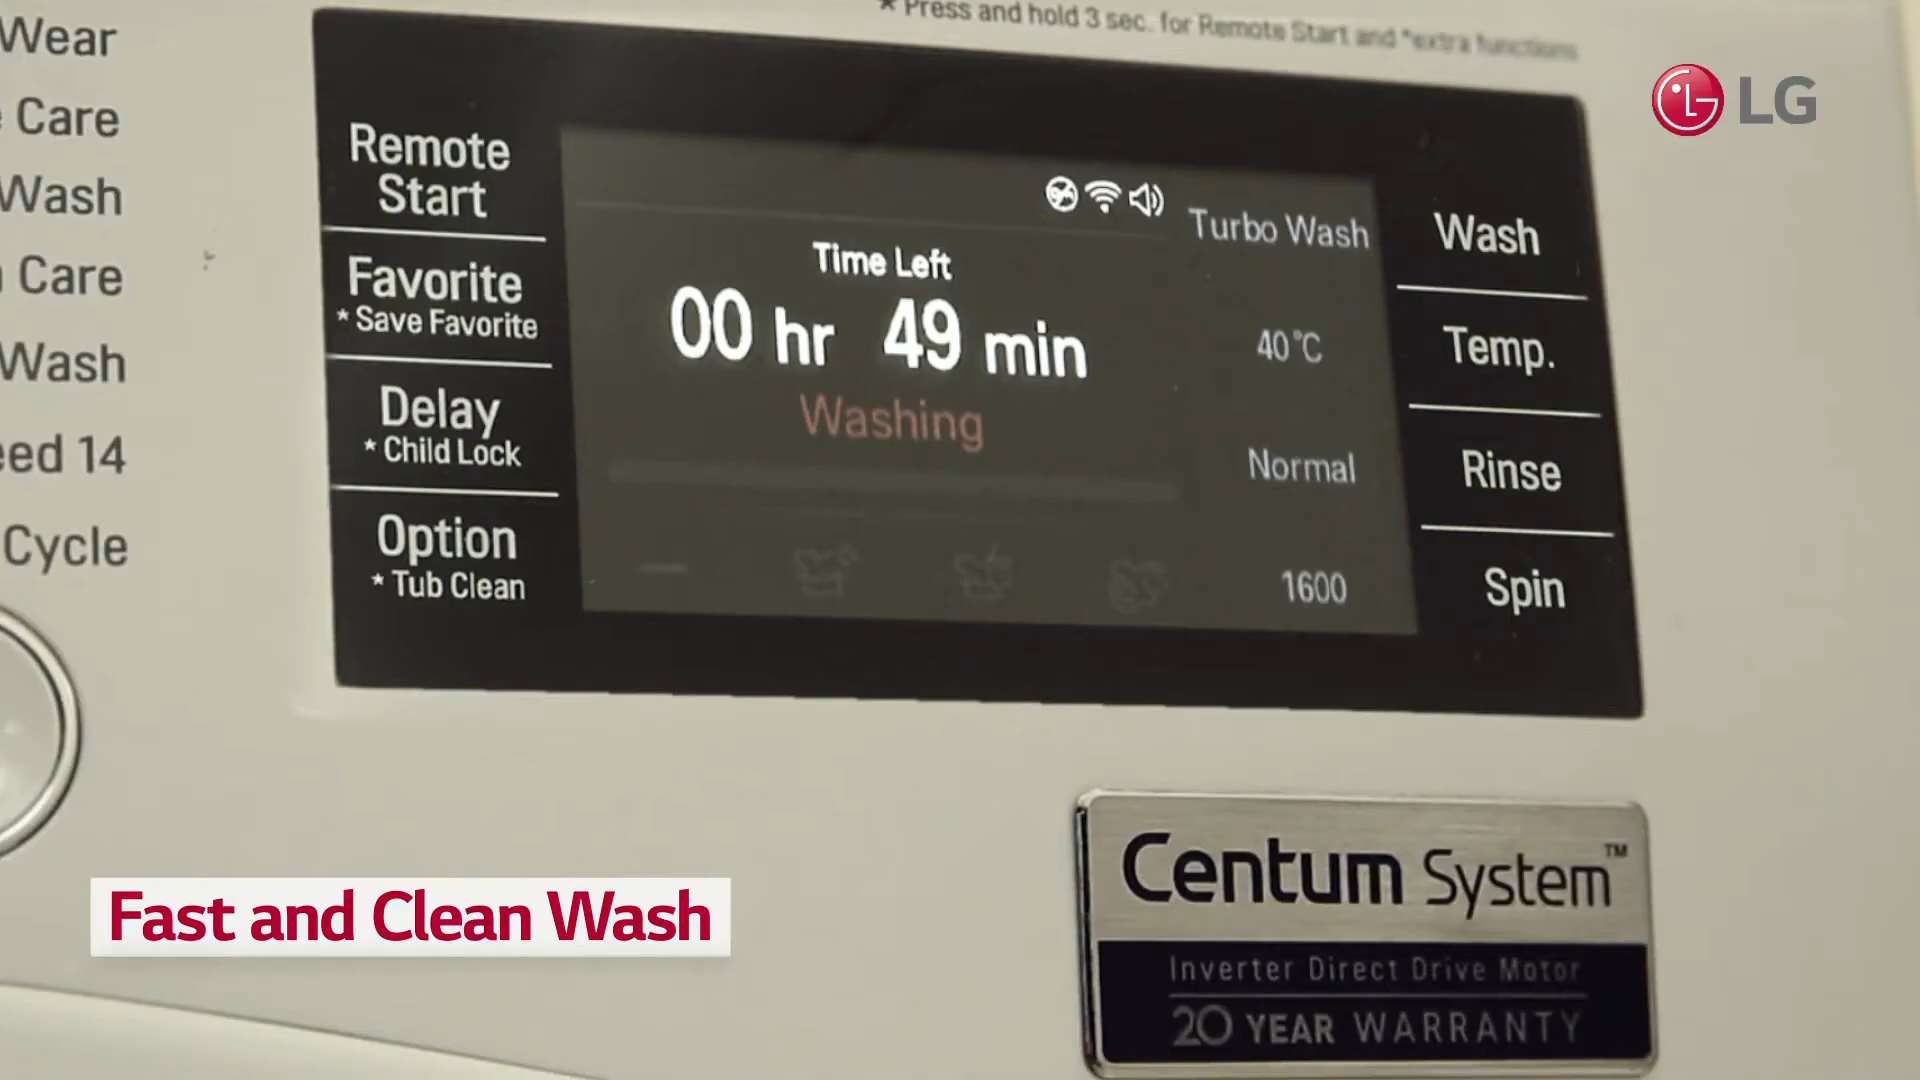 * Press and hold 3 sec. for Remote Start and *extra functions
LG
Wear
Care
Wash
Care
Wash
eed 14
Cycle
Remote
Start
Favorite
* Save Favorite
Delay
* Child Lock
Option
* Tub Clean
Time Left
00 hr 49 min
Washing
Turbo Wash
40°C
Normal
1600
Wash
Temp.
Rinse
Spin
Fast and Clean Wash
Centum System™
Inverter Direct Drive Motor
20 YEAR WARRANTY